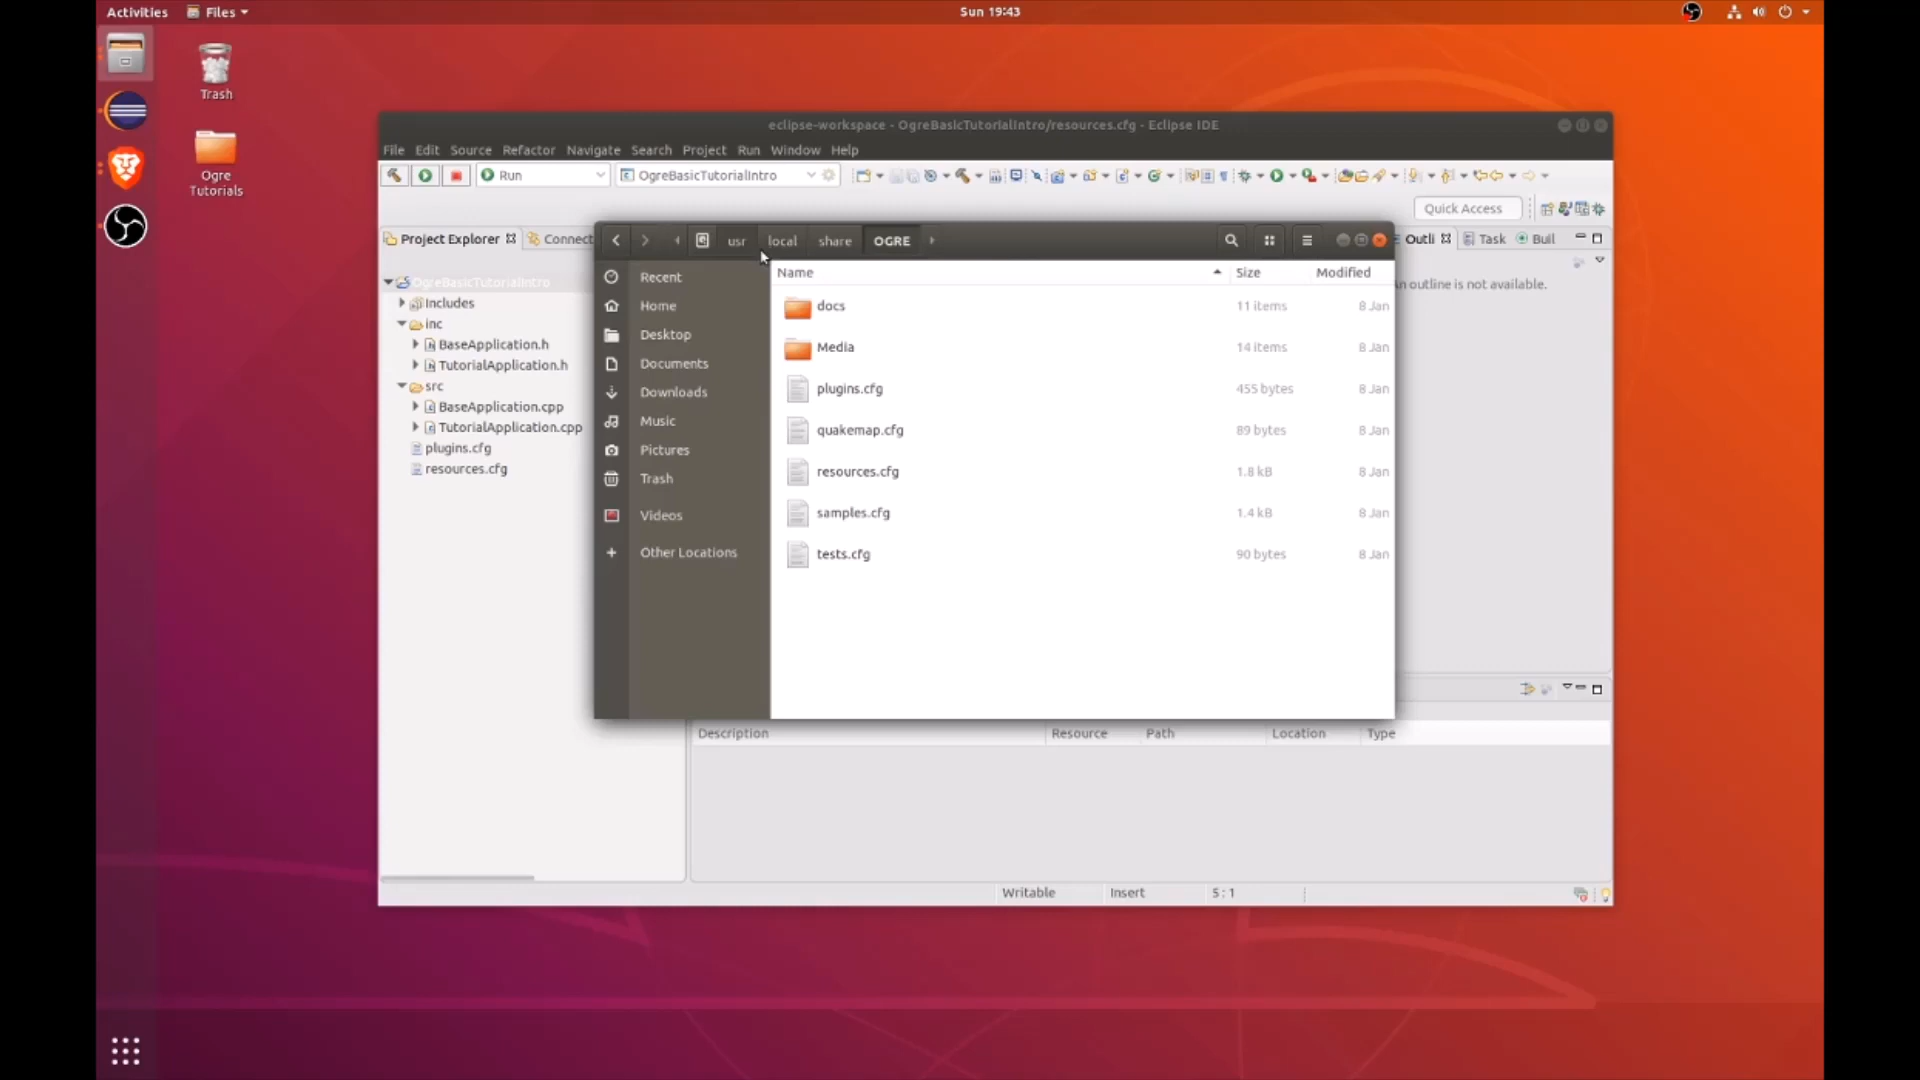 Activities Files Sun 19:43
Trash
Ogre
Tutorials
eclipse-workspace - OgreBasicTutorialIntro/resources.cfg - Eclipse IDE
File Edit Source Refactor Navigate Search Project Run Window Help
Run OgreBasicTutorialIntro
Quick Access
Project Explorer Connect
Outli Task Buil
OgreBasicTutorialIntro
Includes
inc
BaseApplication.h
TutorialApplication.h
src
BaseApplication.cpp
TutorialApplication.cpp
plugins.cfg
resources.cfg
n outline is not available.
usr local share OGRE
Recent
Home
Desktop
Documents
Downloads
Music
Pictures
Trash
Videos
Other Locations
Name Size Modified
docs 11 items 8 Jan
Media 14 items 8 Jan
plugins.cfg 455 bytes 8 Jan
quakemap.cfg 89 bytes 8 Jan
resources.cfg 1.8 kB 8 Jan
samples.cfg 1.4 kB 8 Jan
tests.cfg 90 bytes 8 Jan
Description Resource Path Location Type
Writable Insert 5 : 1